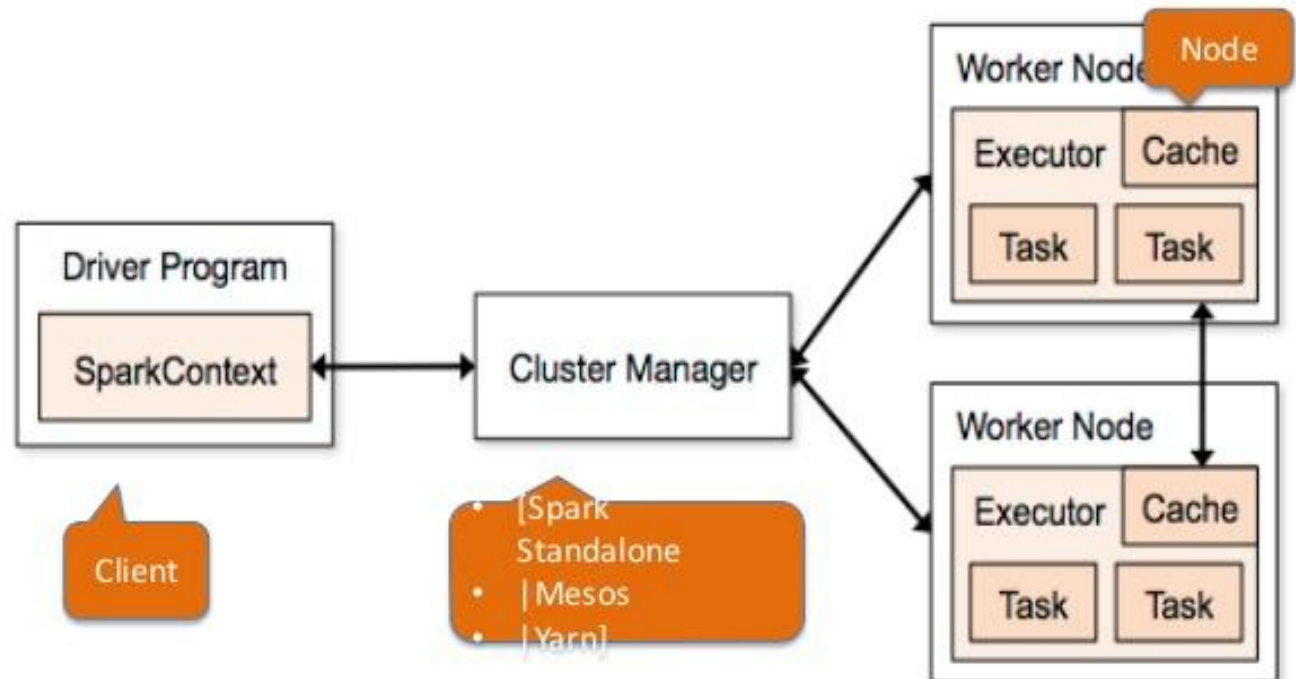 Driver Program
SparkContext
Client
Cluster Manager
• [Spark
Standalone
• |Mesos
• |Yarn]
Worker Node
Node
Executor
Cache
Task
Task
Worker Node
Executor
Cache
Task
Task